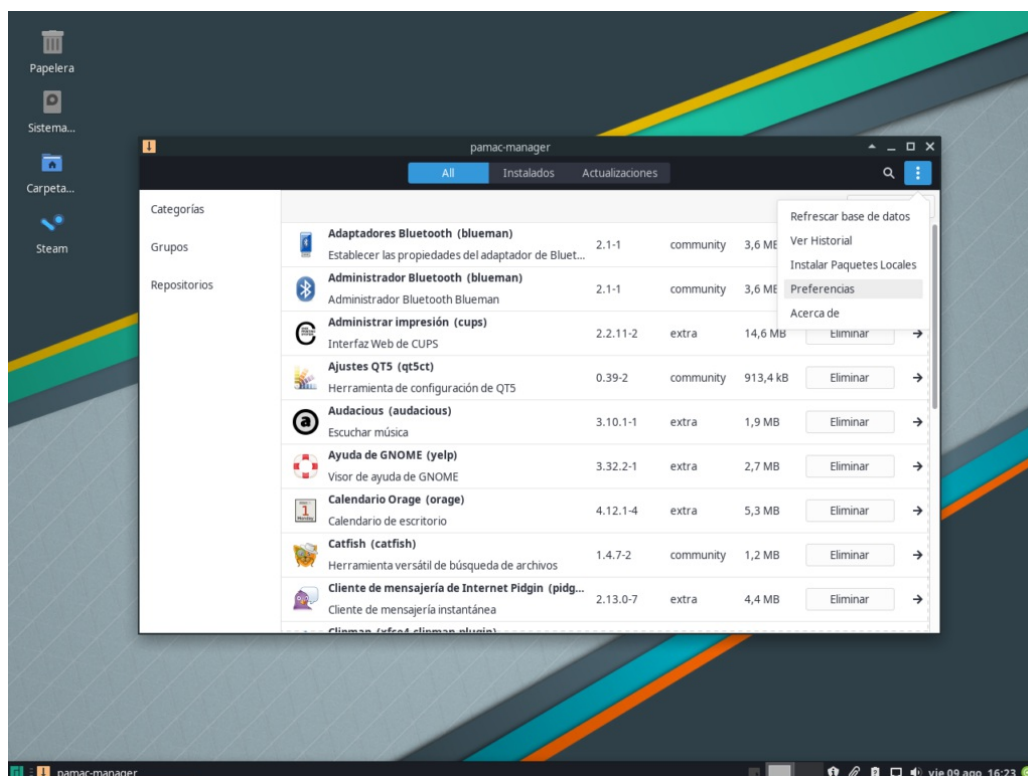 Papelera
Sistema...
Carpeta...
Steam
pamac-manager
All Instalados Actualizaciones
Categorías
Grupos
Repositorios
Refrescar base de datos
Ver Historial
Instalar Paquetes Locales
Preferencias
Acerca de
Adaptadores Bluetooth (blueman)
Establecer las propiedades del adaptador de Bluet...
2.1-1 community 3,6 ME
Administrador Bluetooth (blueman)
Administrador Bluetooth Blueman
2.1-1 community 3,6 ME
Administrar impresión (cups)
Interfaz Web de CUPS
2.2.11-2 extra 14,6 MB Eliminar
Ajustes QT5 (qt5ct)
Herramienta de configuración de QT5
0.39-2 community 913,4 kB Eliminar
Audacious (audacious)
Escuchar música
3.10.1-1 extra 1,9 MB Eliminar
Ayuda de GNOME (yelp)
Visor de ayuda de GNOME
3.32.2-1 extra 2,7 MB Eliminar
Calendario Orage (orage)
Calendario de escritorio
4.12.1-4 extra 5,3 MB Eliminar
Catfish (catfish)
Herramienta versátil de búsqueda de archivos
1.4.7-2 community 1,2 MB Eliminar
Cliente de mensajería de Internet Pidgin (pidg...
Cliente de mensajería instantánea
2.13.0-7 extra 4,4 MB Eliminar
Clipman (xfce4-clipman-plugin)
pamac-manager
vie 09 ago, 16:23